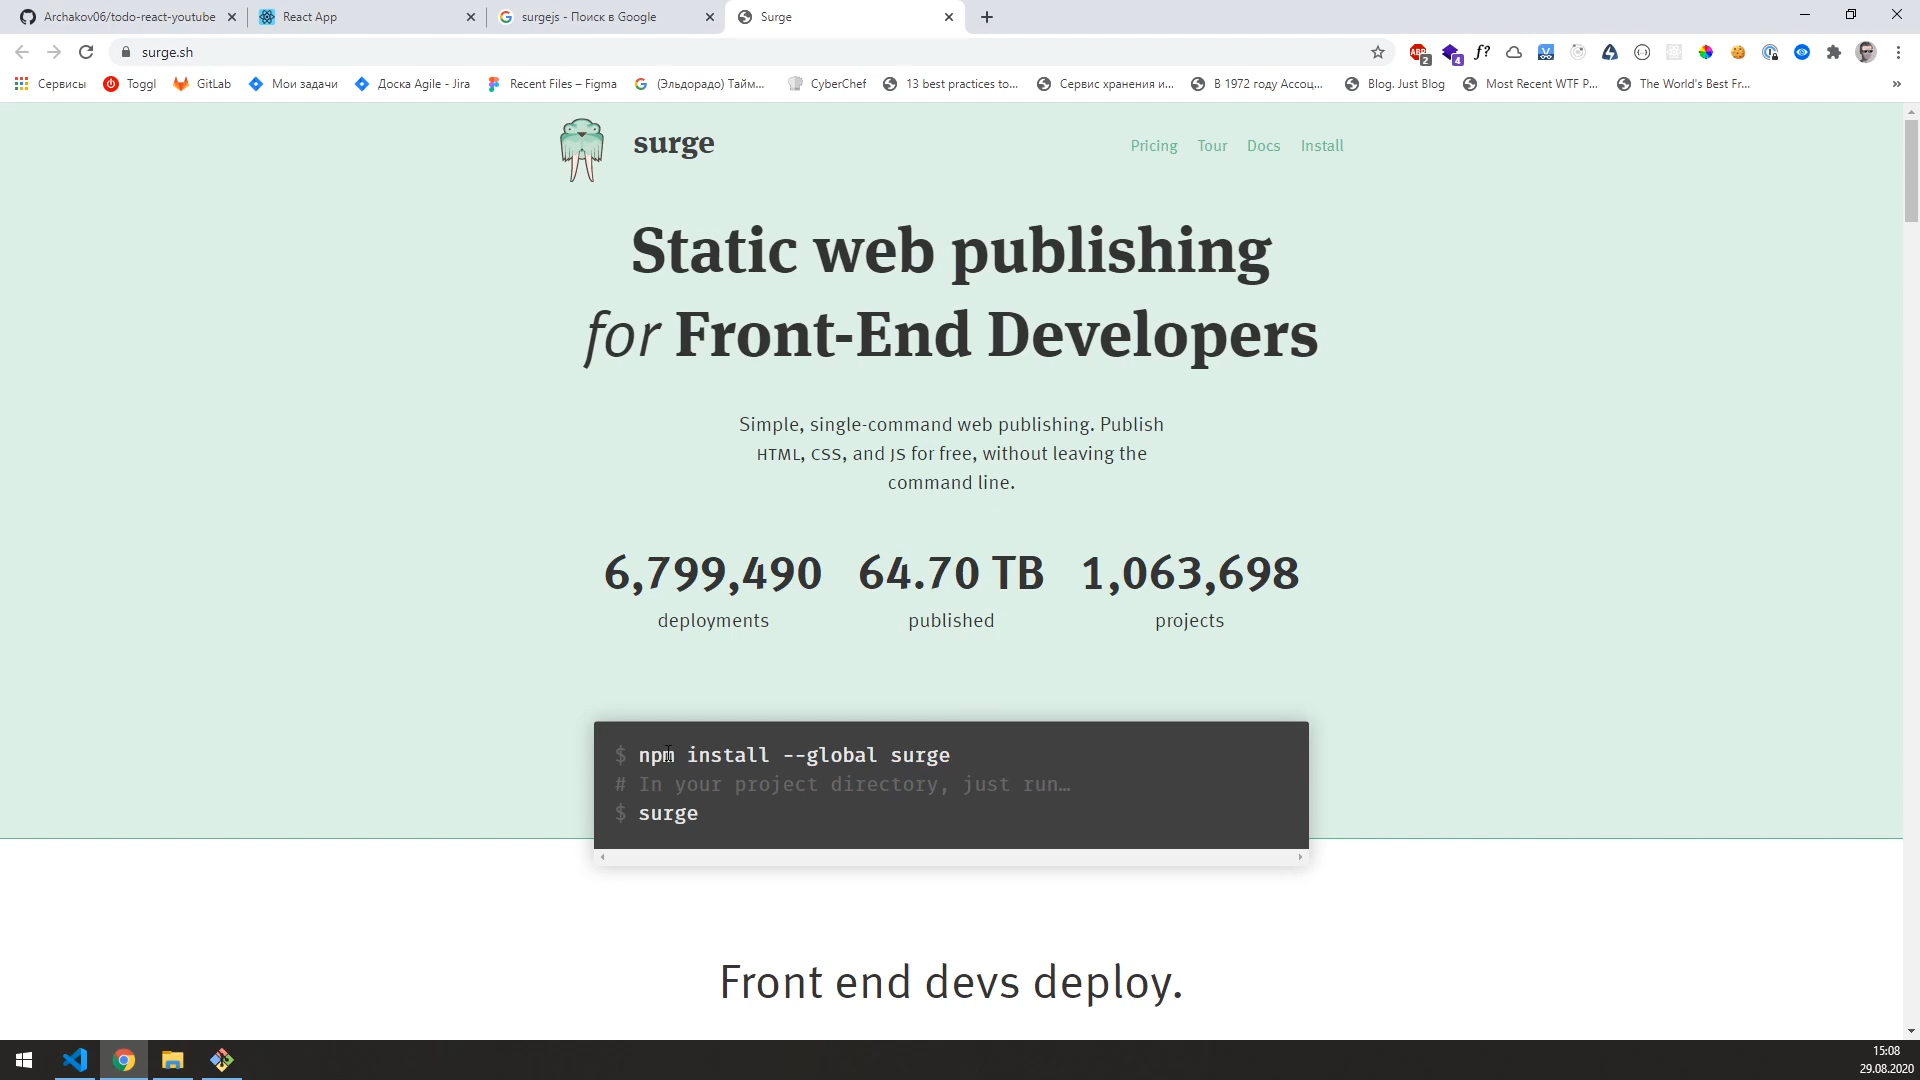 Archakov06/todo-react-youtube
React App
surgejs - Поиск в Google
Surge
surge.sh
ABP
2
4
f?
Сервисы
Toggl
GitLab
Мои задачи
Доска Agile - Jira
Recent Files – Figma
(Эльдорадо) Тайм...
CyberChef
13 best practices to...
Сервис хранения и...
В 1972 году Ассоц...
Blog. Just Blog
Most Recent WTF P...
The World's Best Fr...
»
surge
Pricing
Tour
Docs
Install
Static web publishing
for Front-End Developers
Simple, single-command web publishing. Publish
HTML, CSS, and JS for free, without leaving the
command line.
6,799,490 64.70 TB 1,063,698
deployments published projects
$ npm install --global surge
# In your project directory, just run…
$ surge
Front end devs deploy.
15:08
29.08.2020